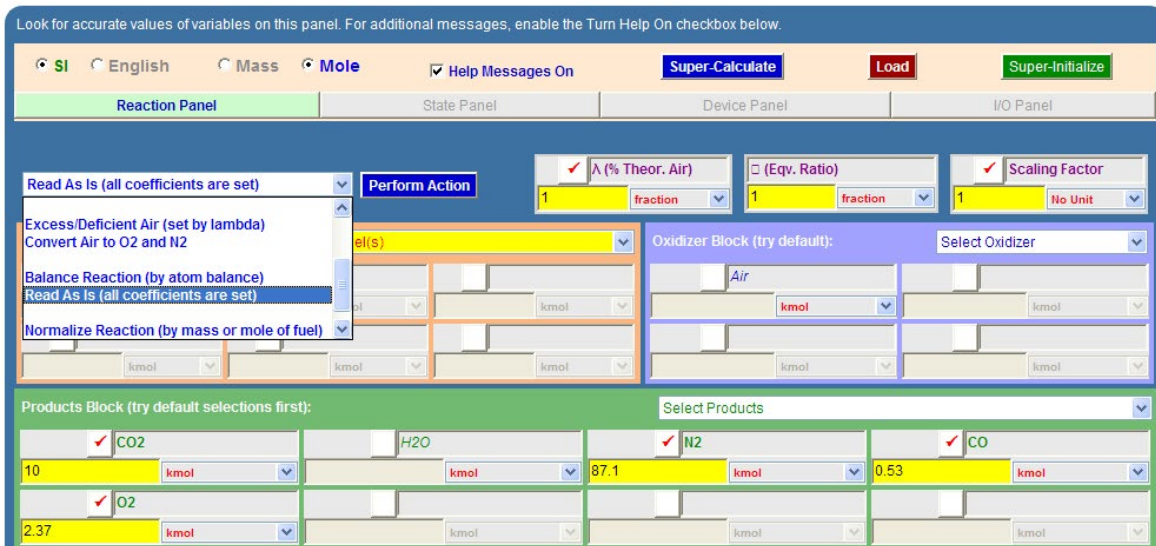 Look for accurate values of variables on this panel. For additional messages, enable the Turn Help On checkbox below.
SI English Mass Mole Help Messages On Super-Calculate Load Super-Initialize
Reaction Panel State Panel Device Panel I/O Panel
λ (% Theor. Air) □ (Eqv. Ratio) Scaling Factor
Read As Is (all coefficients are set) Perform Action 1 fraction 1 fraction 1 No Unit
Excess/Deficient Air (set by lambda)
Convert Air to O2 and N2
Balance Reaction (by atom balance)
Read As Is (all coefficients are set)
Normalize Reaction (by mass or mole of fuel)
el(s) Oxidizer Block (try default): Select Oxidizer
Air
kmol kmol kmol
kmol kmol kmol kmol
Products Block (try default selections first): Select Products
CO2 H2O N2 CO
10 kmol kmol 87.1 kmol 0.53 kmol
O2
2.37 kmol kmol kmol kmol